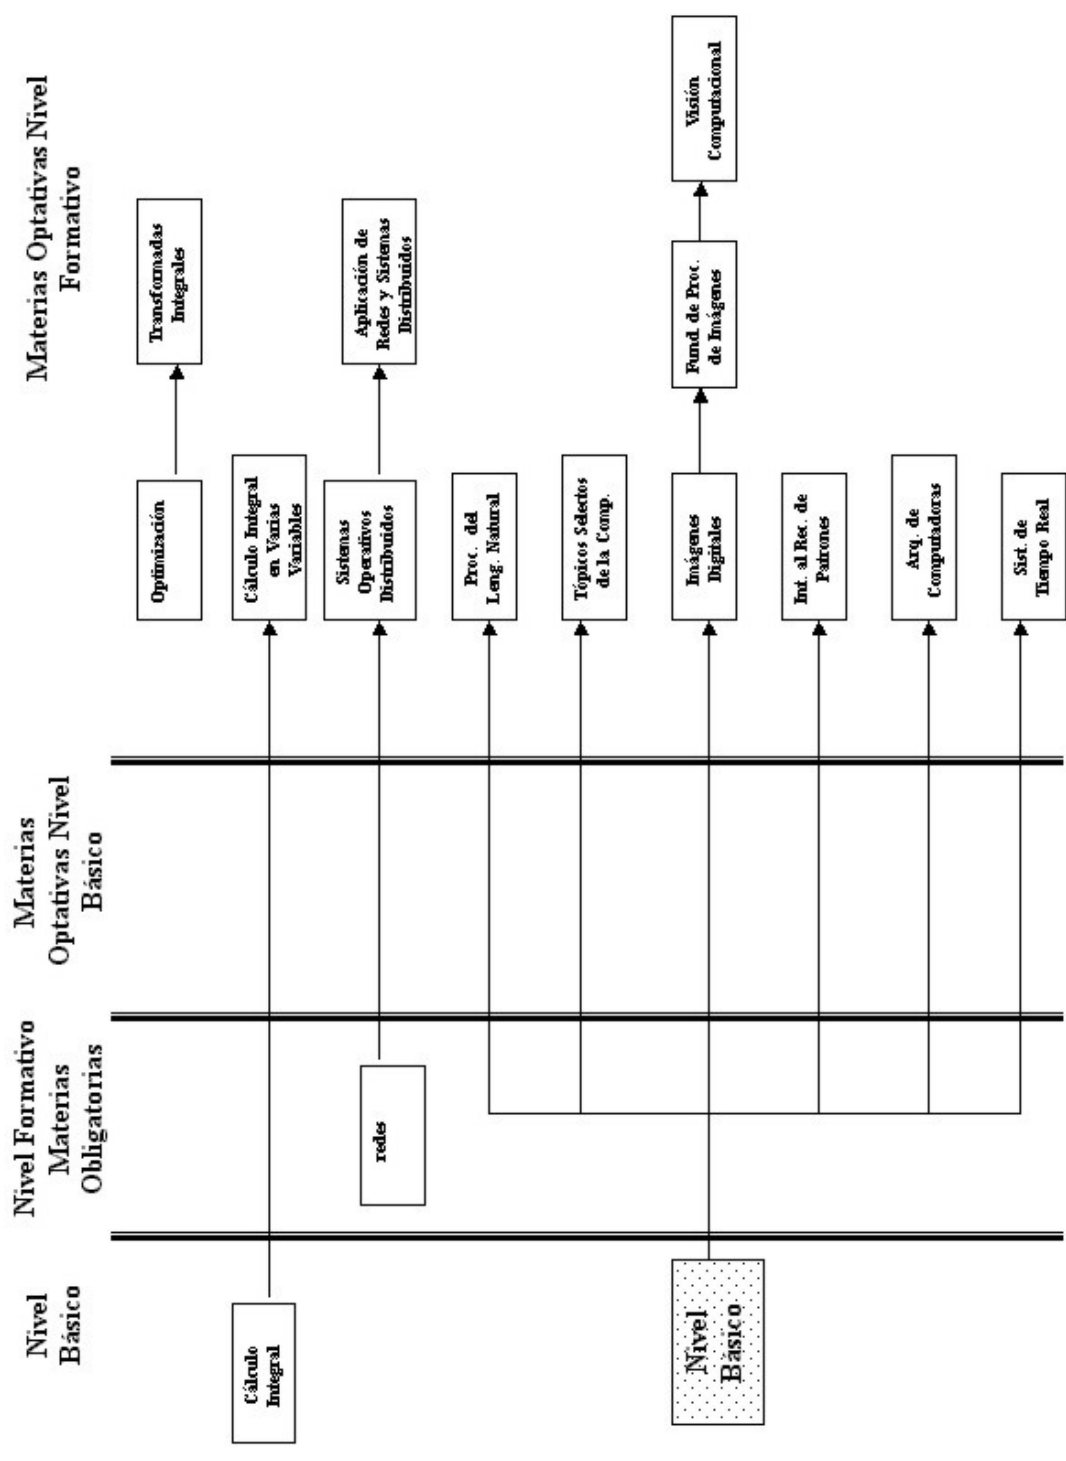 Nivel
Básico
Nivel Formativo
Materias
Obligatorias
Materias
Optativas Nivel
Básico
Materias Optativas Nivel
Formativo
Optimización
Transformadas
Integrales
Cálculo
Integral
Cálculo Integral
en Varias
Variables
redes
Sistemas
Operativos
Distribuidos
Aplicación de
Redes y Sistemas
Distribuidos
Proc. del
Leng. Natural
Tópicos Selectos
de la Comp.
Nivel
Básico
Imágenes
Digitales
Fund. de Proc.
de Imágenes
Visión
Computacional
Int. al Rec. de
Patrones
Arq. de
Computadoras
Sist. de
Tiempo Real